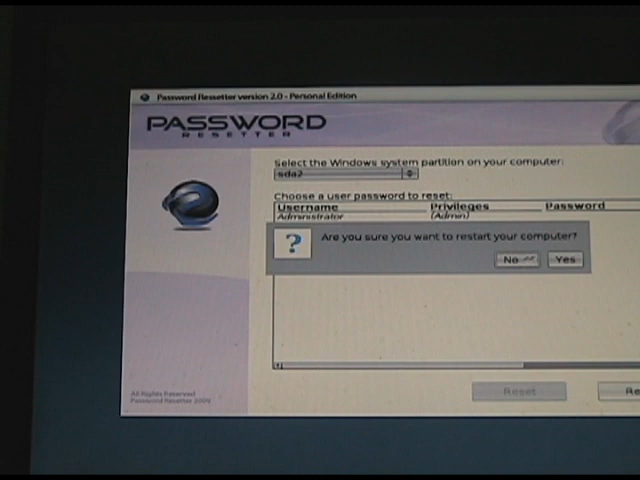 Password Resetter version 2.0 - Personal Edition
PASSWORD
RESETTER
Select the Windows system partition on your computer:
sda2
Choose a user password to reset:
Username Privileges Password
Administrator (Admin)
?
Are you sure you want to restart your computer?
No Yes
Reset Re
All Rights Reserved
Password Resetter 2009